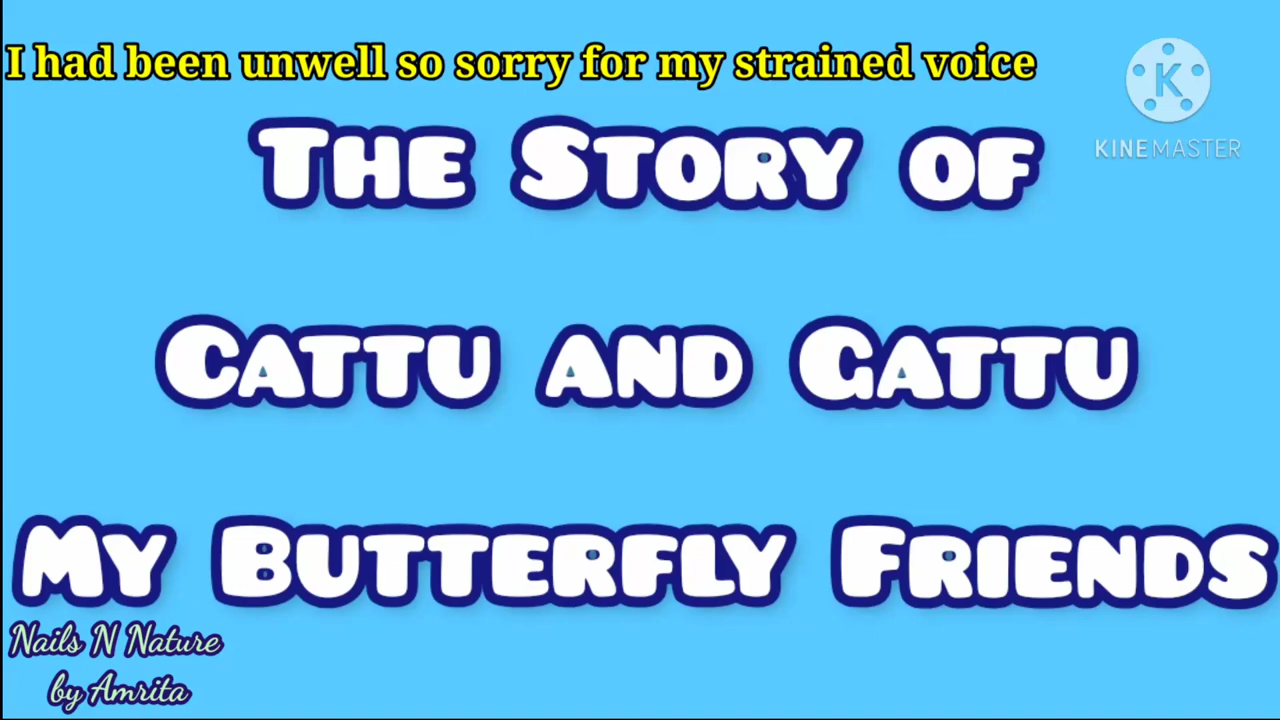 I had been unwell so sorry for my strained voice
K
KINEMASTER
THE STORY OF
CATTU AND GATTU
MY BUTTERFLY FRIENDS
Nails N Nature
by Amrita